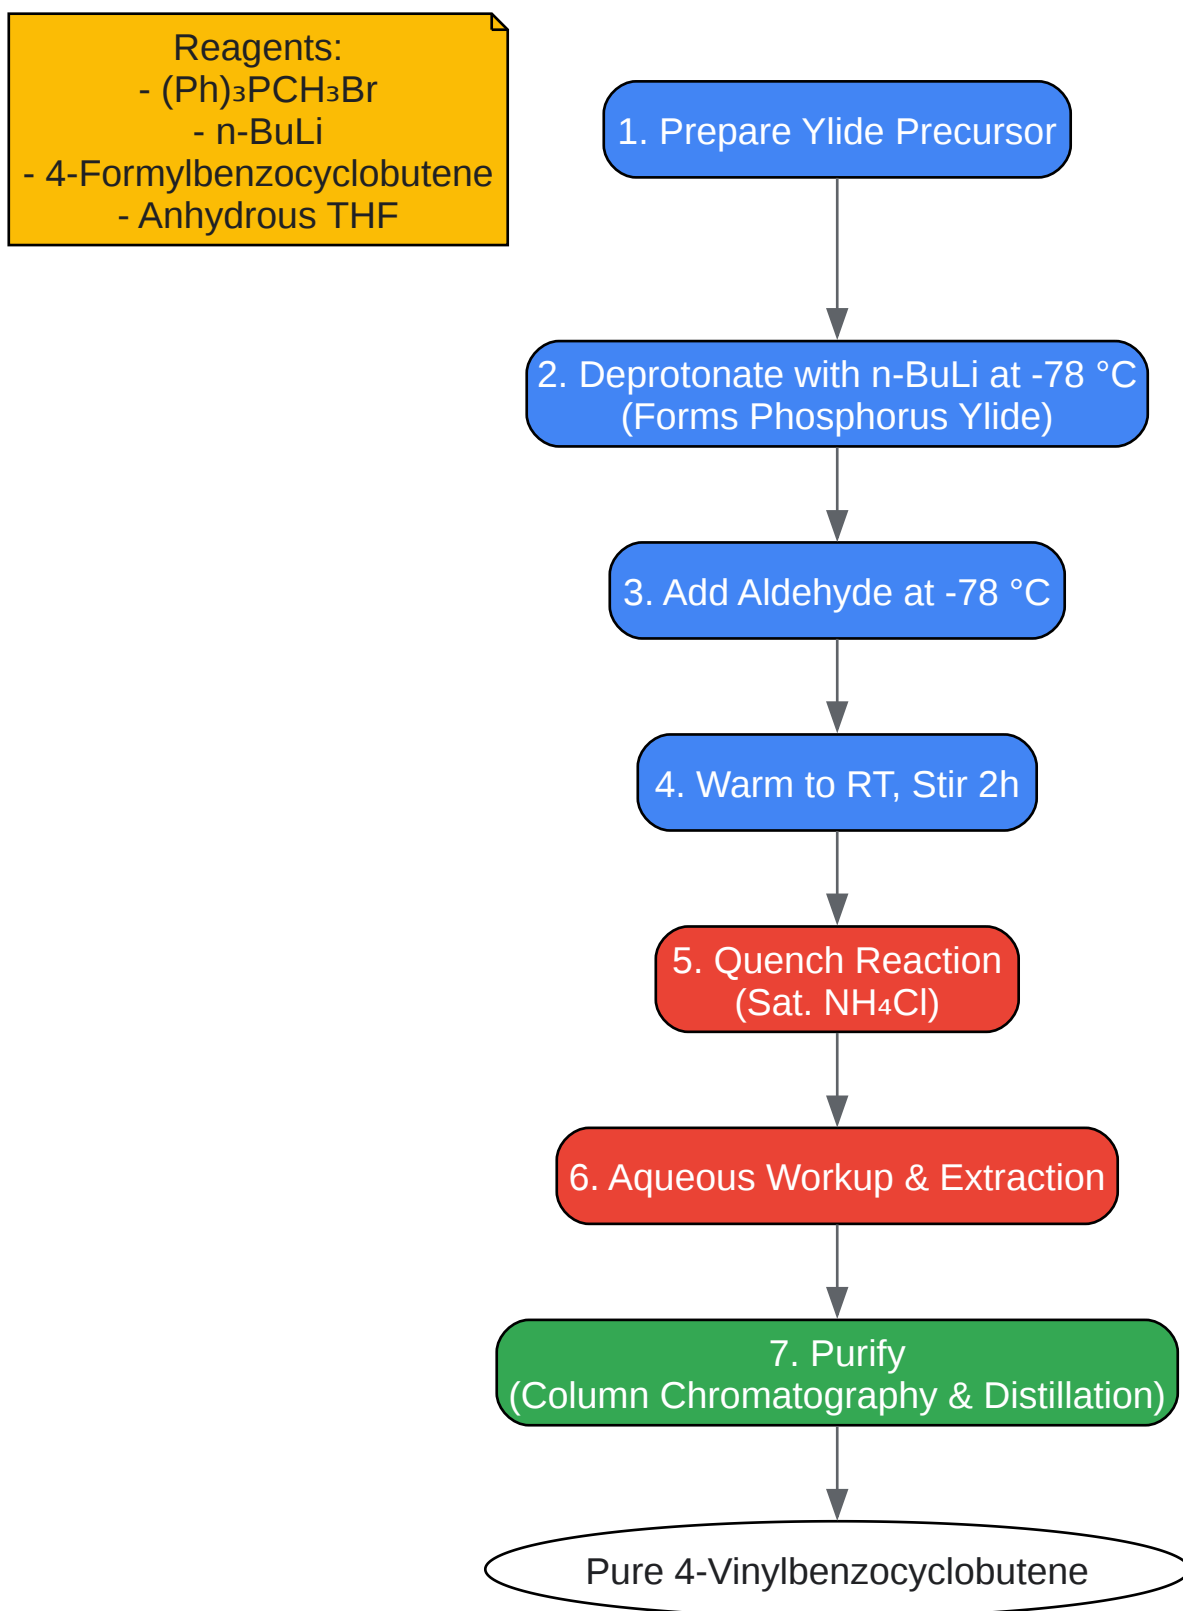 Reagents:
- (Ph)₃PCH₃Br
- n-BuLi
- 4-Formylbenzocyclobutene
- Anhydrous THF
1. Prepare Ylide Precursor
2. Deprotonate with n-BuLi at -78 °C
(Forms Phosphorus Ylide)
3. Add Aldehyde at -78 °C
4. Warm to RT, Stir 2h
5. Quench Reaction
(Sat. NH₄Cl)
6. Aqueous Workup & Extraction
7. Purify
(Column Chromatography & Distillation)
Pure 4-Vinylbenzocyclobutene